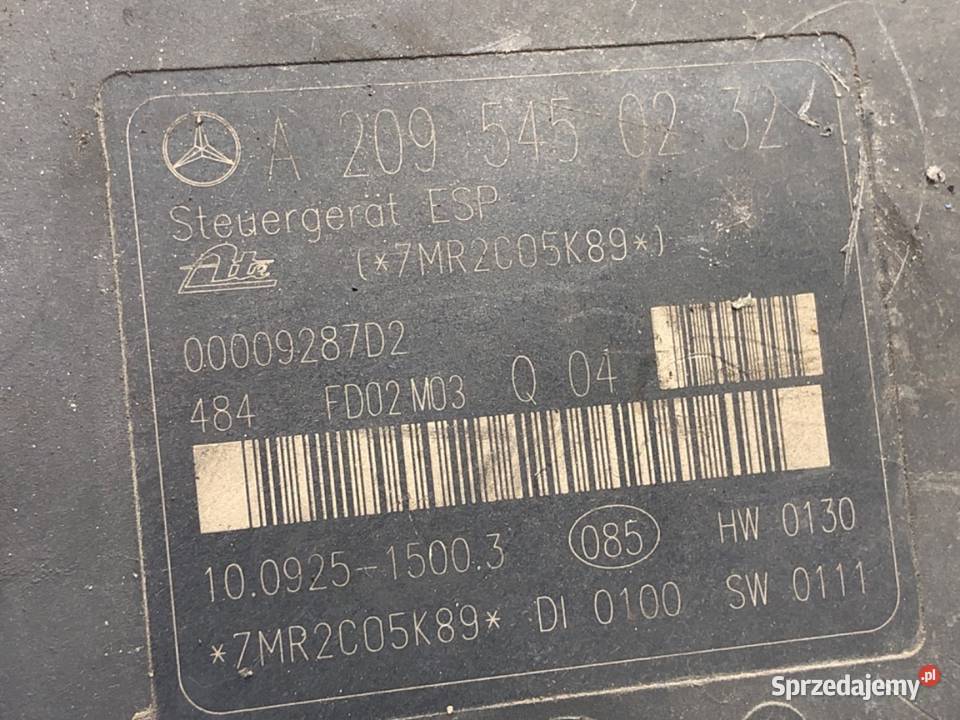 A 209 545 02 32
Steuergerät ESP
Ate (*7MR2C05K89*)
00009287D2
484 FD02 M03 Q 04
10.0925-1500.3 085 HW 0130
*7MR2C05K89* DI 0100 SW 0111
Sprzedajemy.pl